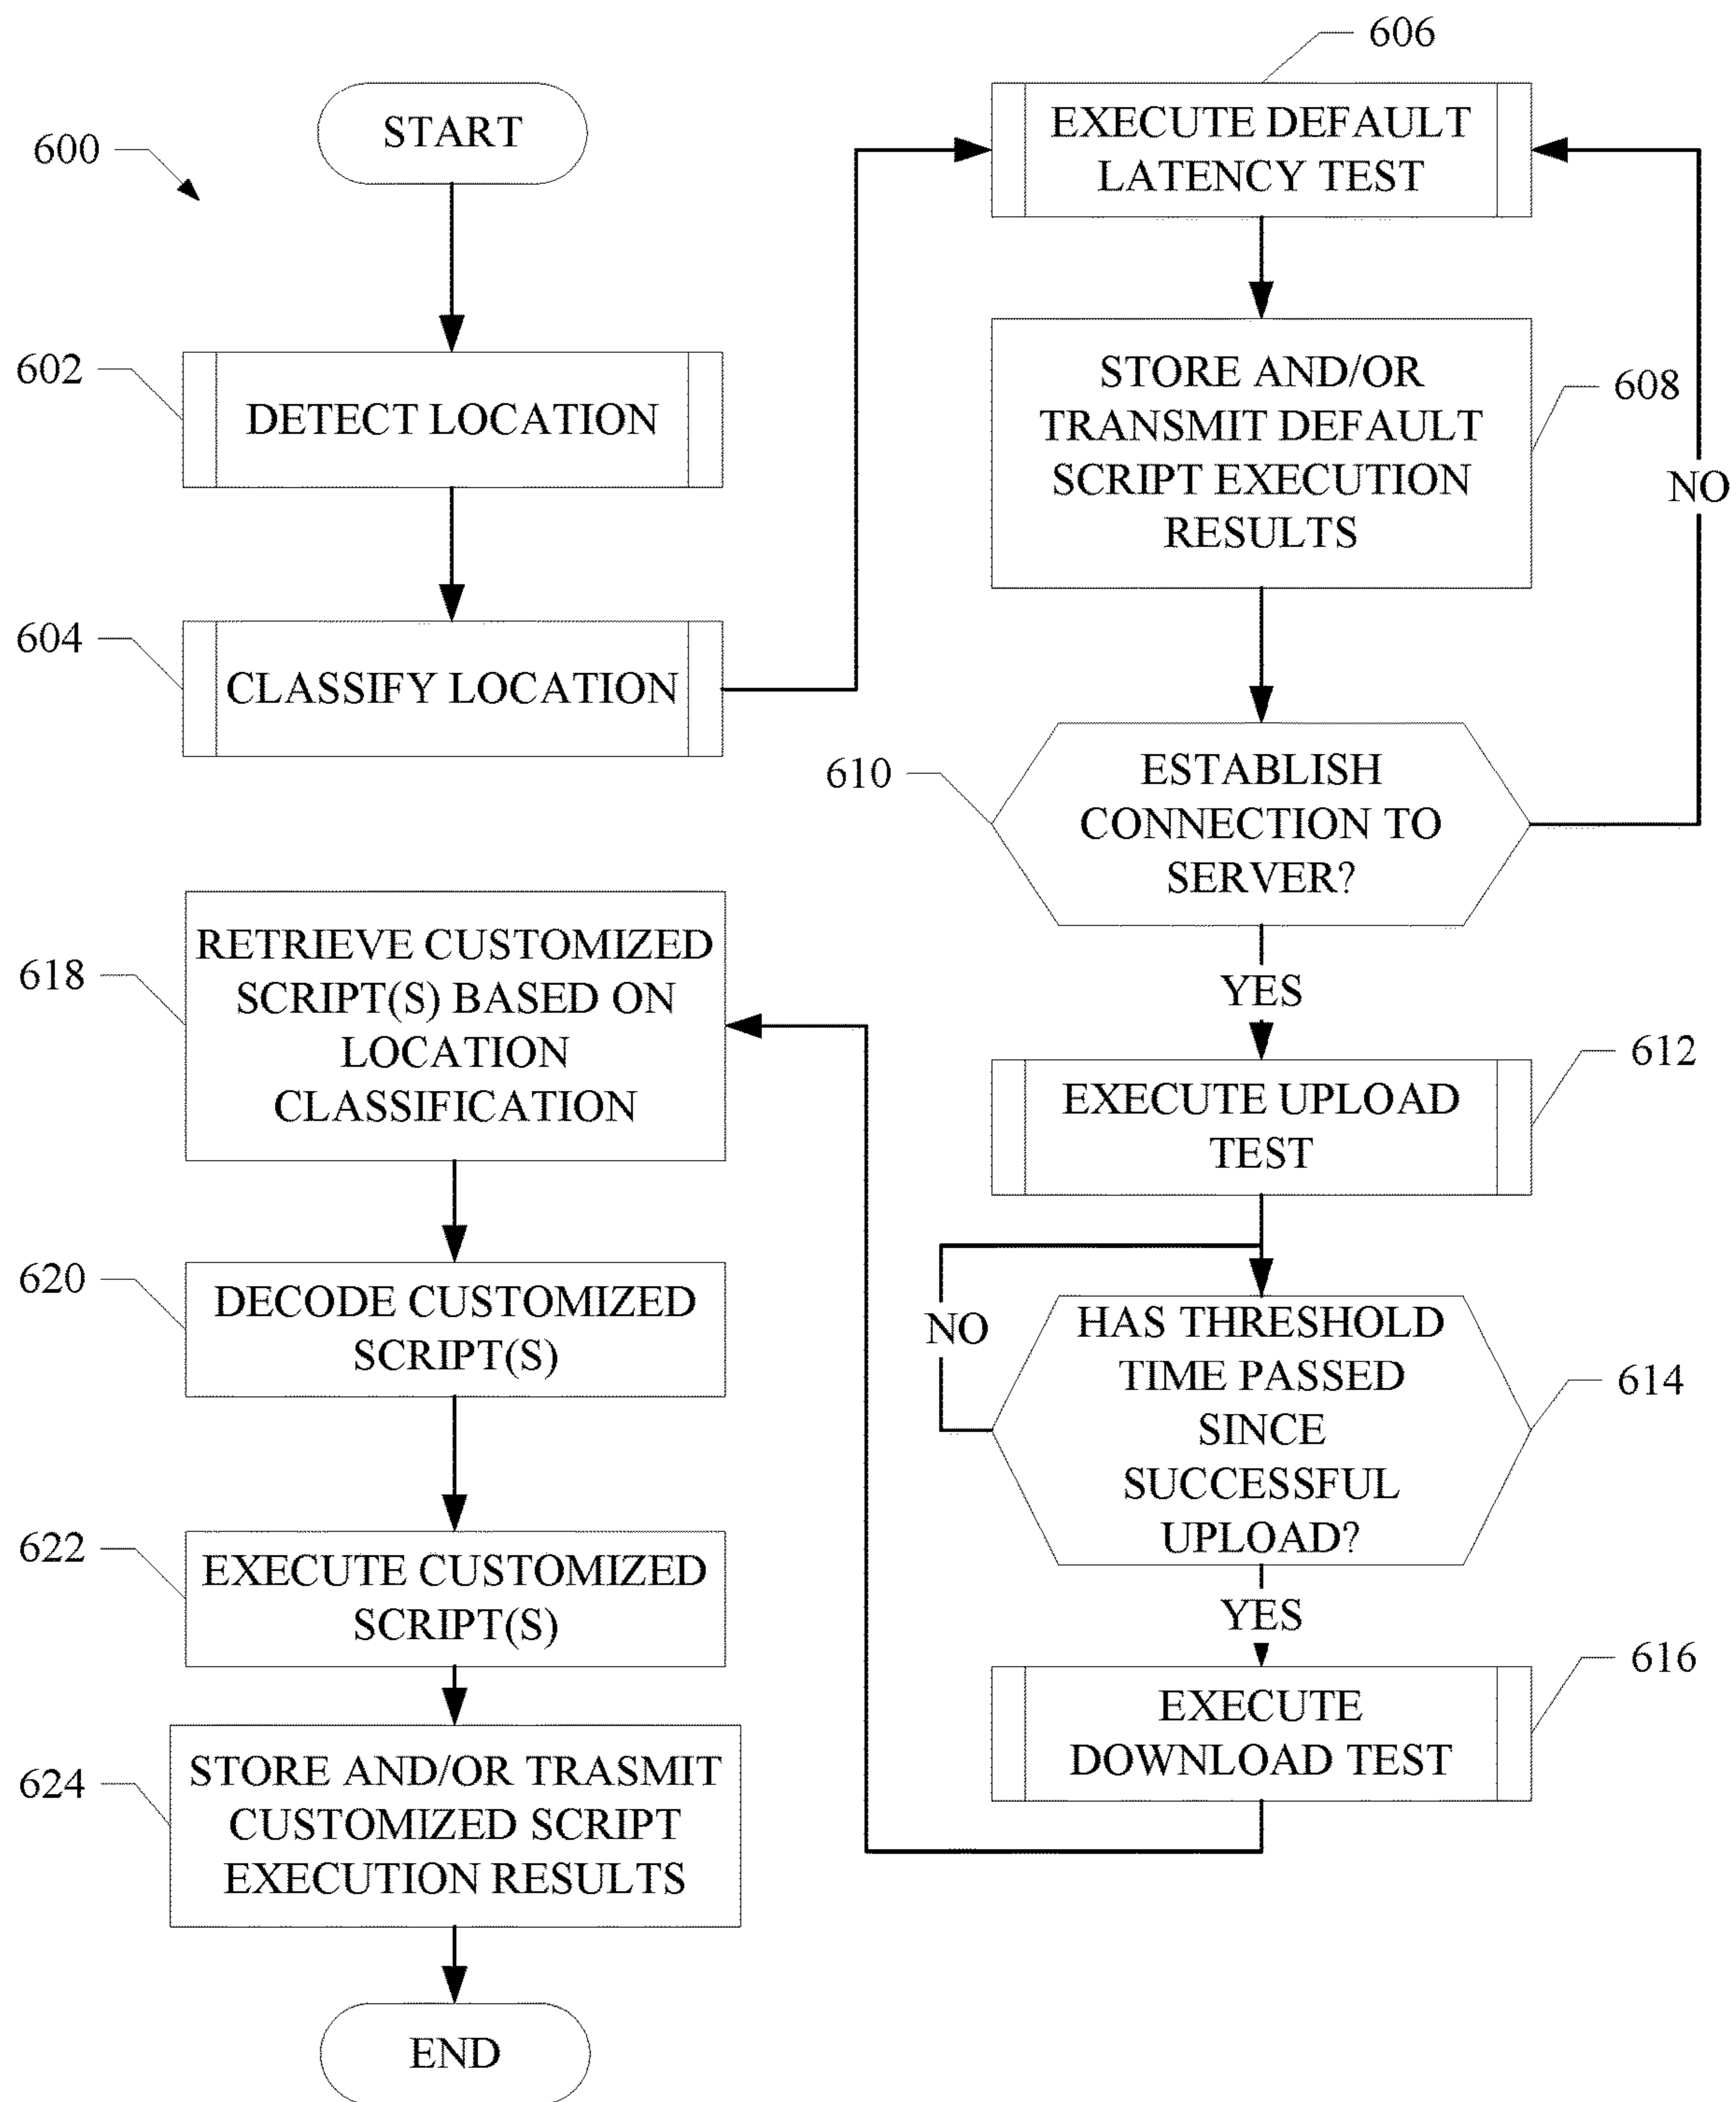 600
START
602
DETECT LOCATION
604
CLASSIFY LOCATION
606
EXECUTE DEFAULT
LATENCY TEST
STORE AND/OR
TRANSMIT DEFAULT
SCRIPT EXECUTION
RESULTS
608
NO
610
ESTABLISH
CONNECTION TO
SERVER?
YES
612
EXECUTE UPLOAD
TEST
NO
HAS THRESHOLD
TIME PASSED
SINCE
SUCCESSFUL
UPLOAD?
614
YES
616
EXECUTE
DOWNLOAD TEST
618
RETRIEVE CUSTOMIZED
SCRIPT(S) BASED ON
LOCATION
CLASSIFICATION
620
DECODE CUSTOMIZED
SCRIPT(S)
622
EXECUTE CUSTOMIZED
SCRIPT(S)
624
STORE AND/OR TRASMIT
CUSTOMIZED SCRIPT
EXECUTION RESULTS
END